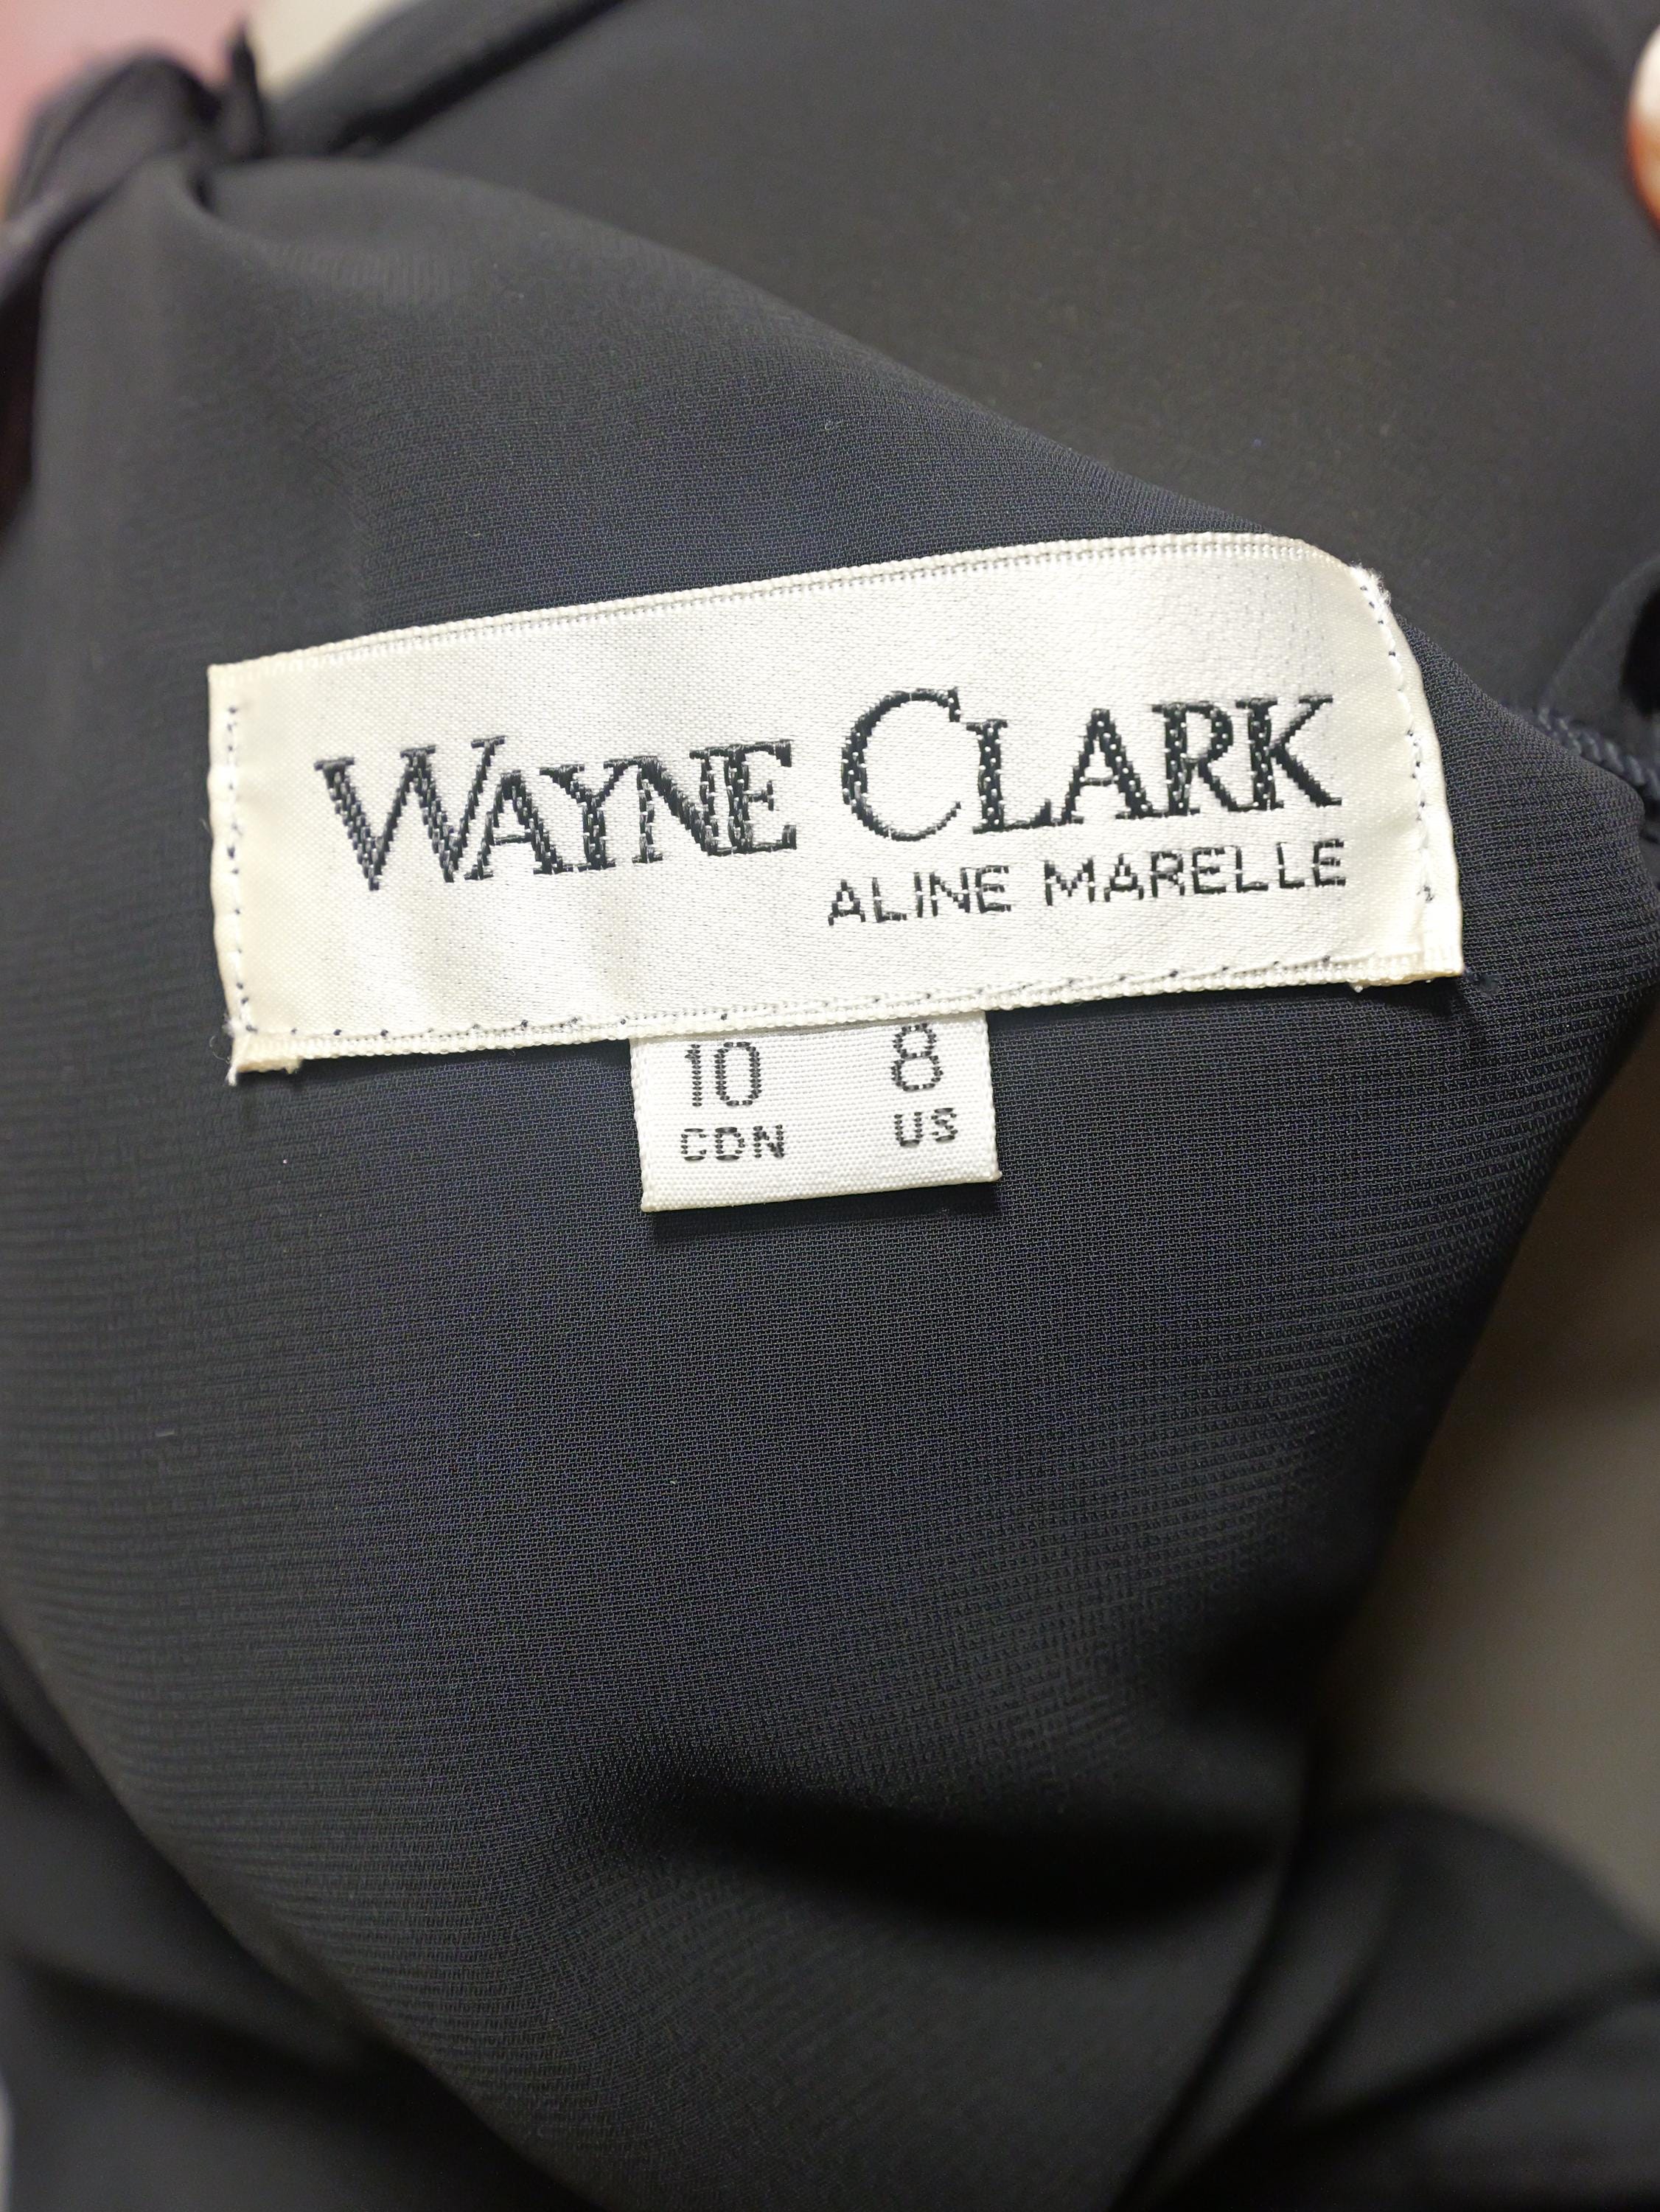 WAYNE CLARK
ALINE MARELLE
10 8
CDN US